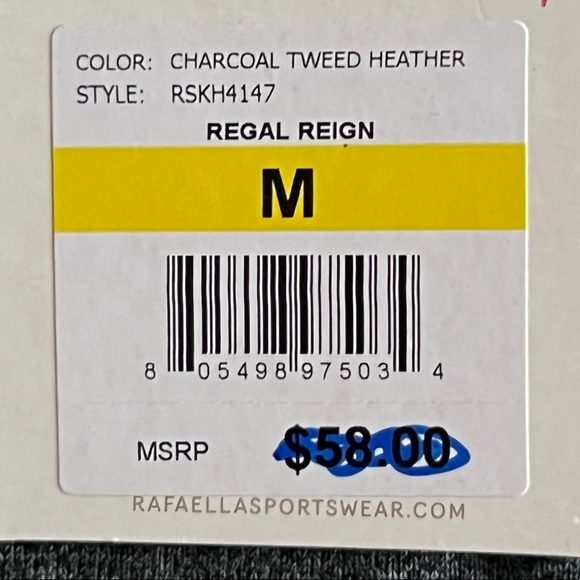 COLOR: CHARCOAL TWEED HEATHER
STYLE: RSKH4147
REGAL REIGN
M
8 05498 97503 4
MSRP $58.00
RAFAELLASPORTSWEAR.COM